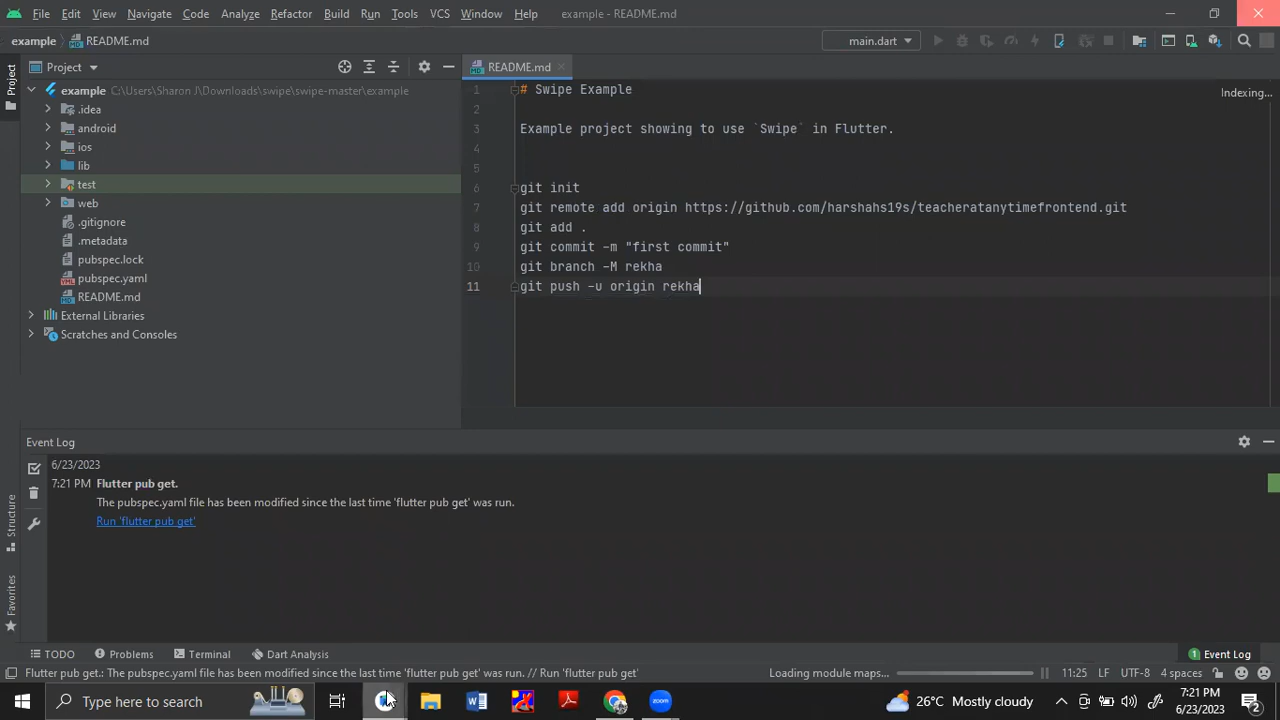 File Edit View Navigate Code Analyze Refactor Build Run Tools VCS Window Help example - README.md
example README.md main.dart
Project Project README.md
example C:\Users\Sharon J\Downloads\swipe\swipe-master\example
.idea
android
ios
lib
test
web
.gitignore
.metadata
pubspec.lock
pubspec.yaml
README.md
External Libraries
Scratches and Consoles
1 # Swipe Example Indexing...
2
3 Example project showing to use `Swipe` in Flutter.
4
5
6 git init
7 git remote add origin https://github.com/harshahs19s/teacheratanytimefrontend.git
8 git add .
9 git commit -m "first commit"
10 git branch -M rekha
11 git push -u origin rekha
Event Log
6/23/2023
7:21 PM Flutter pub get.
The pubspec.yaml file has been modified since the last time 'flutter pub get' was run.
Run 'flutter pub get'
Structure
Favorites
TODO Problems Terminal Dart Analysis 1 Event Log
Flutter pub get.: The pubspec.yaml file has been modified since the last time 'flutter pub get' was run. // Run 'flutter pub get' Loading module maps... 11:25 LF UTF-8 4 spaces
Type here to search 26°C Mostly cloudy 7:21 PM
6/23/2023 2